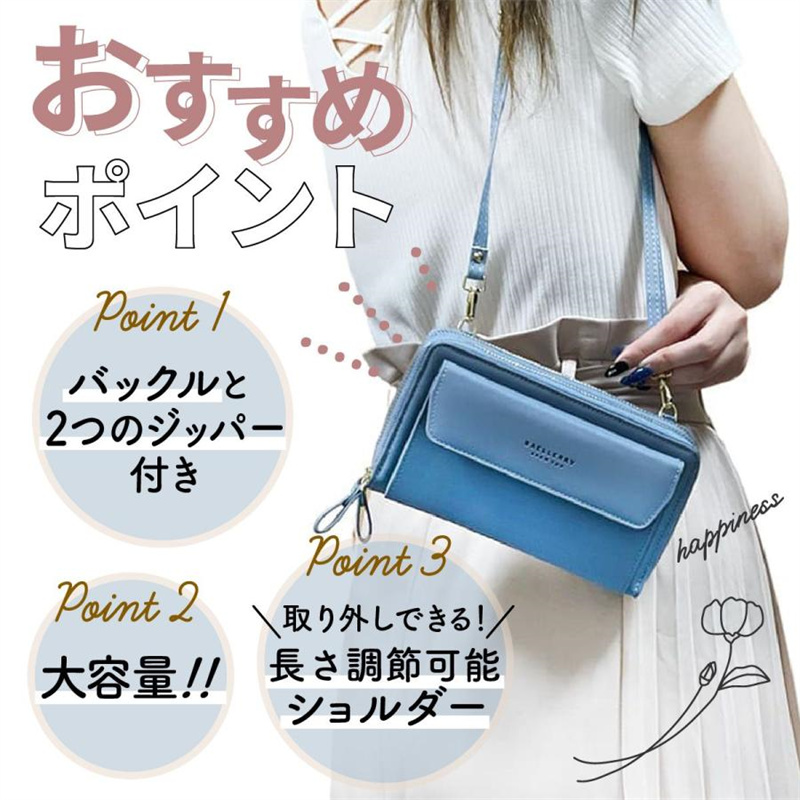 おすすめ
ポイント
Point 1
バックルと
2つのジッパー
付き
BAELLERRY
Point 2
大容量!!
Point 3
\取り外しできる!/
長さ調節可能
ショルダー
happiness